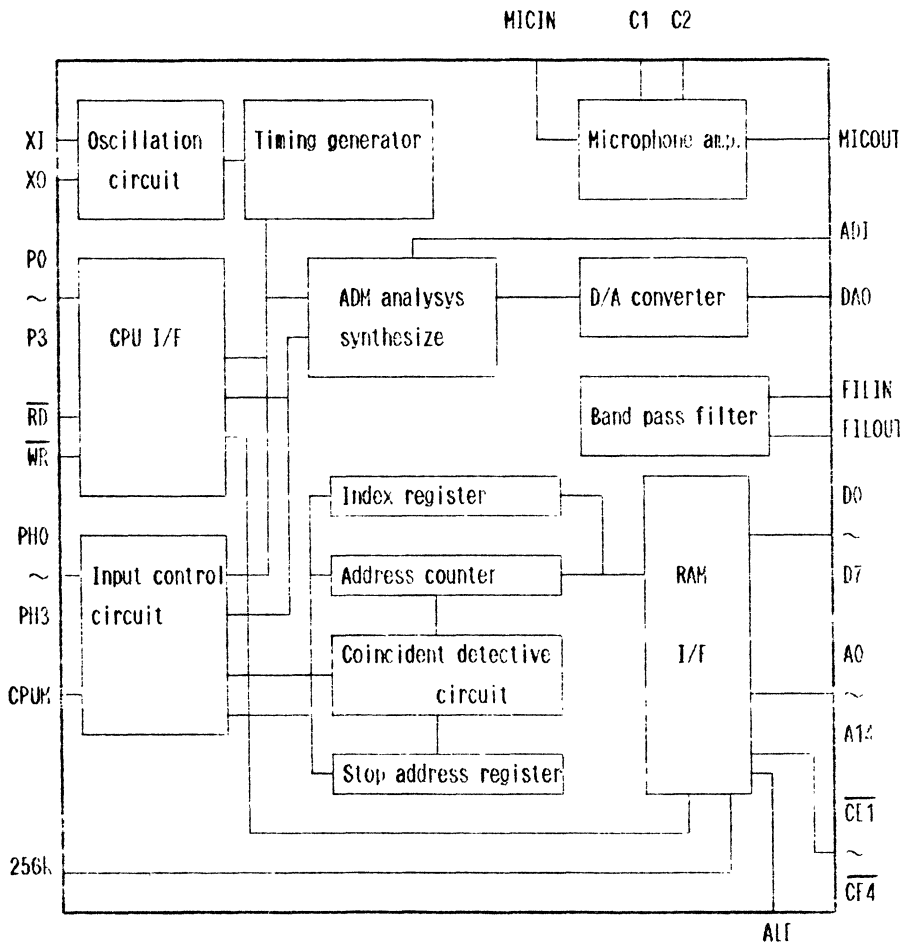 MICIN C1 C2
XI
XO
Oscillation
circuit
Timing generator
Microphone amp.
MICOUT
P0
~
P3
CPU I/F
ADM analysys
synthesize
D/A converter
ADI
DAO
RD
WR
Band pass filter
FILIN
FILOUT
PH0
~
PH3
CPUM
Input control
circuit
Index register
Address counter
Coincident detective
circuit
Stop address register
RAM
I/F
D0
~
D7
A0
~
A14
CE1
~
CE4
256K